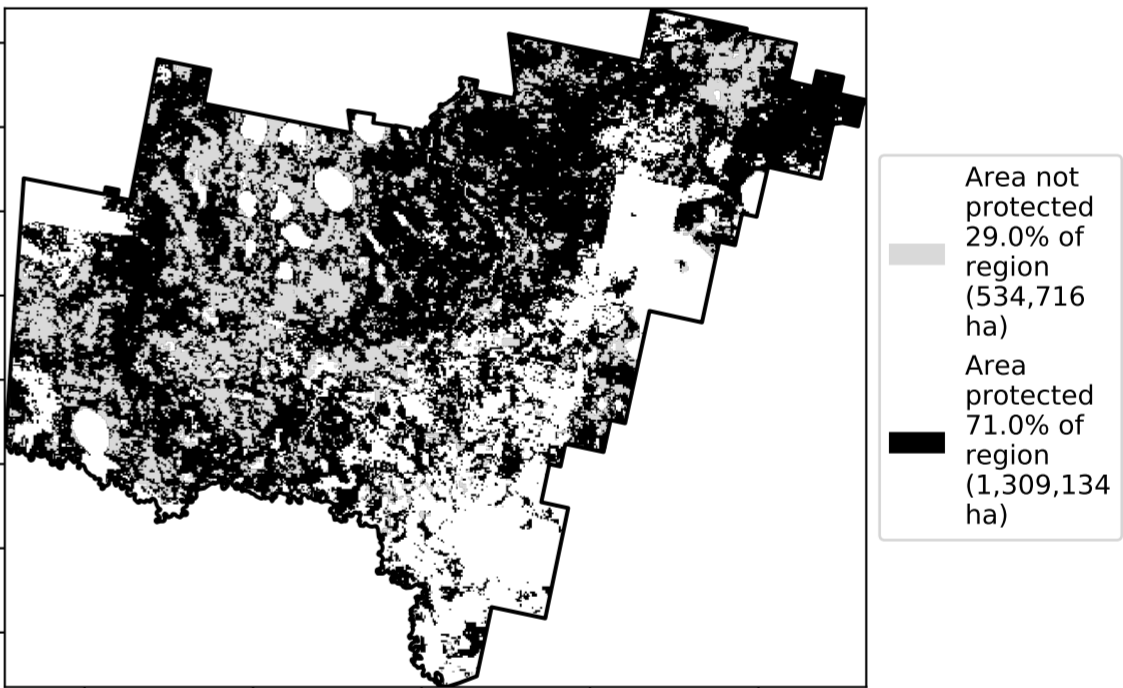 Area not
protected
29.0% of
region
(534,716
ha)
Area
protected
71.0% of
region
(1,309,134
ha)